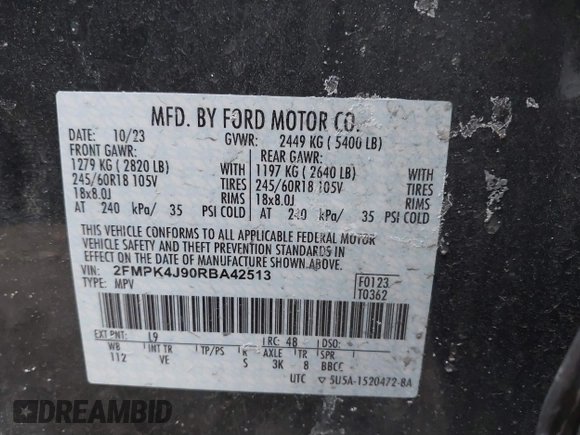 MFD. BY FORD MOTOR CO.
DATE: 10/23 GVWR: 2449 KG ( 5400 LB)
FRONT GAWR: REAR GAWR:
1279 KG ( 2820 LB) WITH 1197 KG ( 2640 LB) WITH
245/60R18 105V TIRES 245/60R18 105V TIRES
18x8.0J RIMS 18x8.0J RIMS
AT 240 kPa/ 35 PSI COLD AT 240 kPa/ 35 PSI COLD
THIS VEHICLE CONFORMS TO ALL APPLICABLE FEDERAL MOTOR
VEHICLE SAFETY AND THEFT PREVENTION STANDARDS IN
EFFECT ON THE DATE OF MANUFACTURE SHOWN ABOVE.
VIN: 2FMPK4J90RBA42513 F0123
TYPE: MPV T0362
EXT PNT: L9 RC: 48 DSO:
WB INT TR TP/PS R AXLE TR SPR
112 VE S 3K 8 BBCC
UTC 5U5A-1520472-BA
© AUTOBIDCAR AUTOBIDCAR.COM